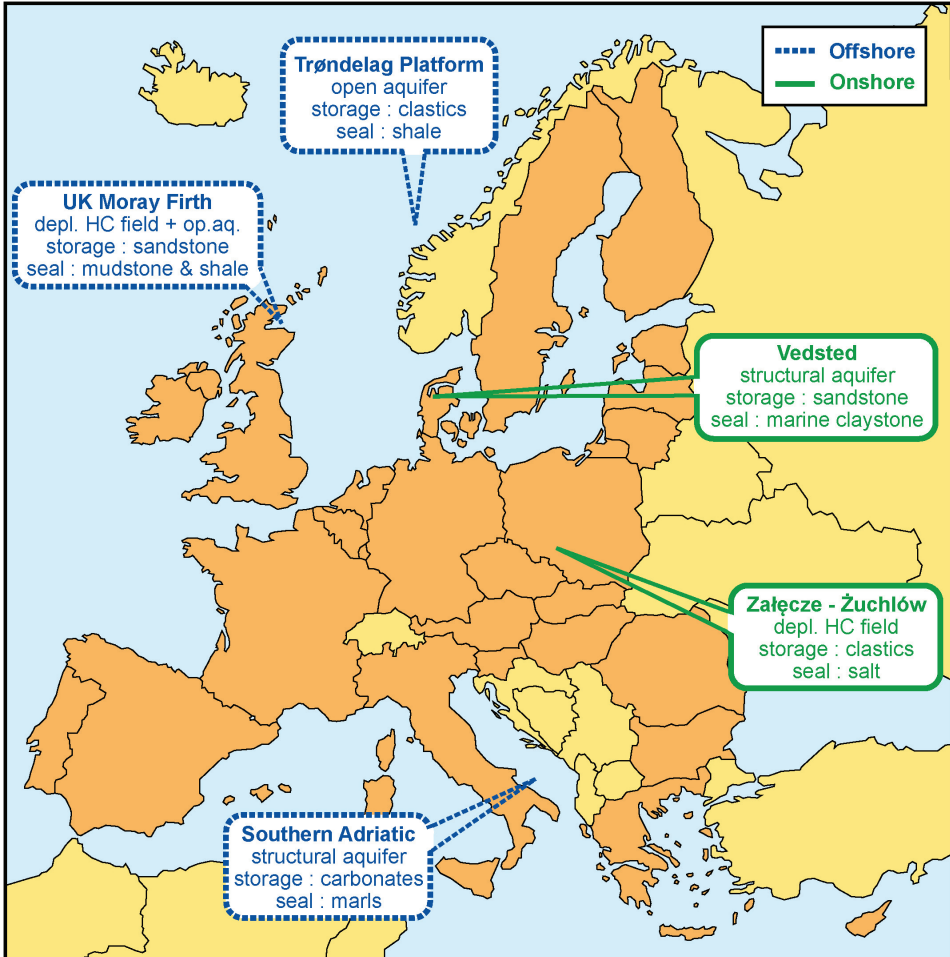 Offshore
Onshore
Trøndelag Platform
open aquifer
storage : clastics
seal : shale
UK Moray Firth
depl. HC field + op.aq.
storage : sandstone
seal : mudstone & shale
Vedsted
structural aquifer
storage : sandstone
seal : marine claystone
Załęcze - Żuchlów
depl. HC field
storage : clastics
seal : salt
Southern Adriatic
structural aquifer
storage : carbonates
seal : marls